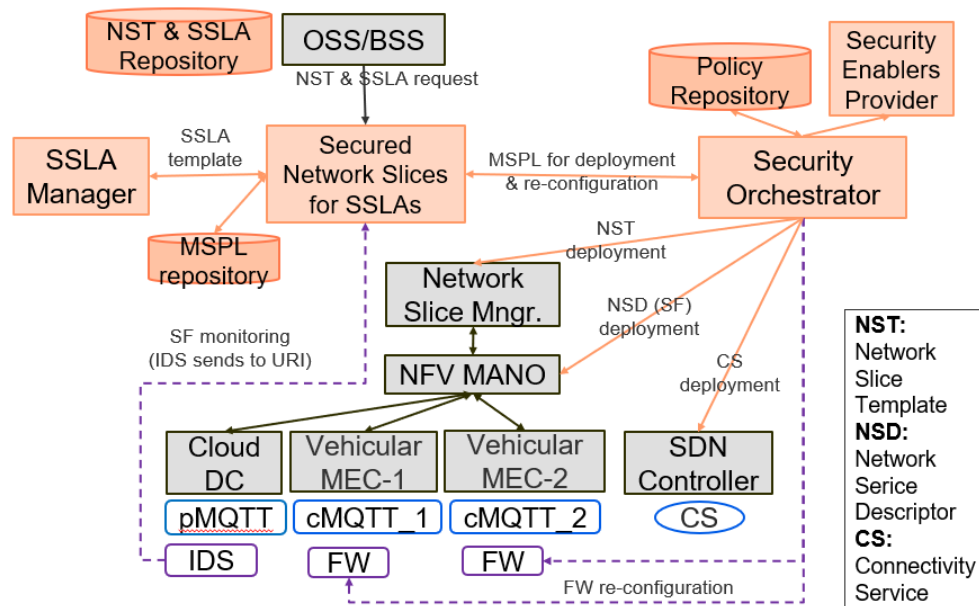 NST & SSLA
Repository
OSS/BSS
NST & SSLA request
Policy
Repository
Security
Enablers
Provider
SSLA
Manager
SSLA
template
Secured
Network Slices
for SSLAs
MSPL for deployment
& re-configuration
Security
Orchestrator
MSPL
repository
NST
deployment
Network
Slice Mngr.
NSD (SF)
deployment
SF monitoring
(IDS sends to URI)
NFV MANO
CS
deployment
Cloud
DC
Vehicular
MEC-1
Vehicular
MEC-2
SDN
Controller
pMQTT
cMQTT_1
cMQTT_2
CS
IDS
FW
FW
FW re-configuration
NST:
Network
Slice
Template
NSD:
Network
Serice
Descriptor
CS:
Connectivity
Service